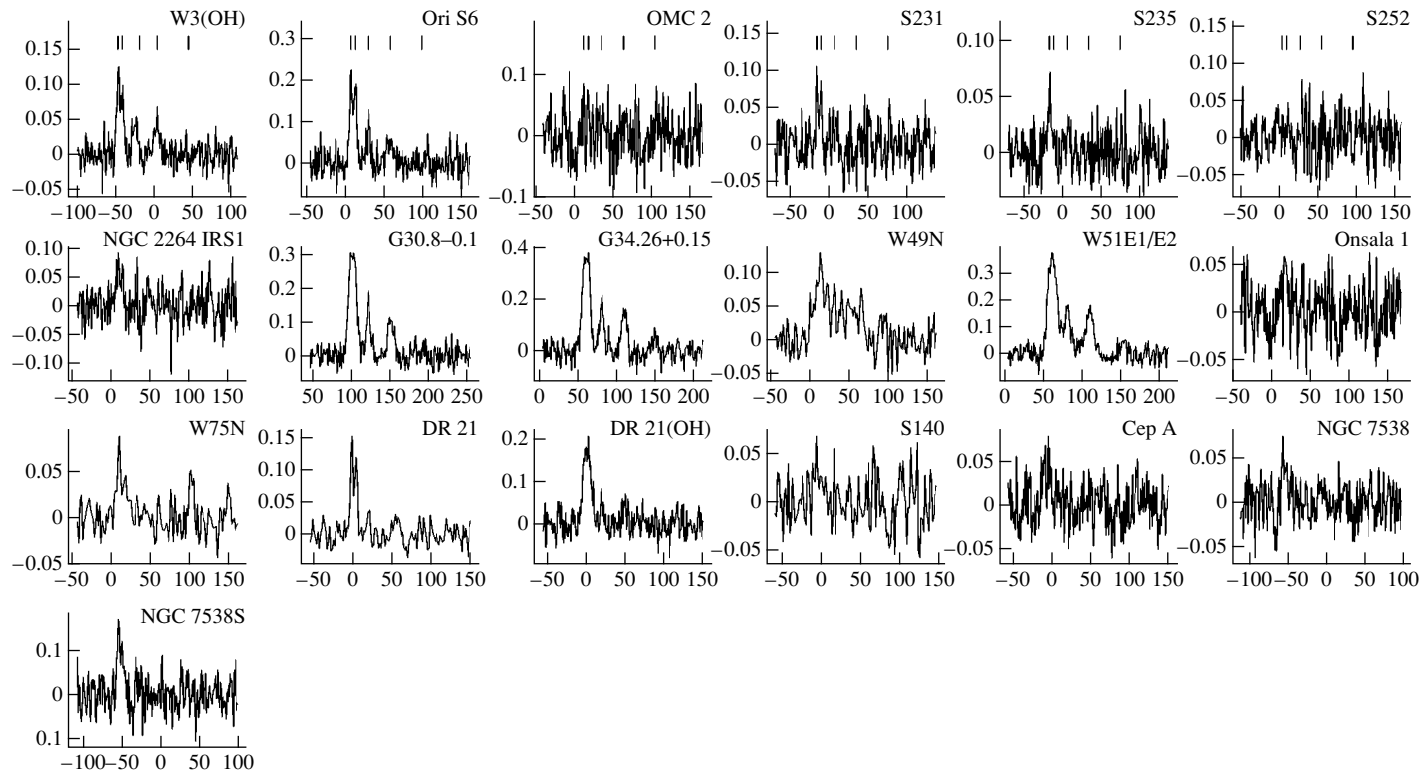 W3(OH) Ori S6 OMC 2 S231 S235 S252
0.15 0.10 0.05 0 −0.05
−100 −50 0 50 100
0.3 0.2 0.1 0
−50 0 50 100 150
0.1 0 −0.1
0 50 100 150
0.15 0.10 0.05 0 −0.05
−50 0 50 100
0.10 0.05 0
−50 0 50 100
0.15 0.10 0.05 0 −0.05
−50 0 50 100 150
NGC 2264 IRS1 G30.8–0.1 G34.26+0.15 W49N W51E1/E2 Onsala 1
0.10 0.05 0 −0.05 −0.10
−50 0 50 100 150
0.3 0.2 0.1 0
50 100 150 200 250
0.4 0.2 0
0 50 100 150 200
0.10 0.05 0 −0.05
−50 0 50 100 150
0.3 0.2 0.1 0
0 50 100 150 200
0.05 0 −0.05
−50 0 50 100 150
W75N DR 21 DR 21(OH) S140 Cep A NGC 7538
0.05 0 −0.05
−50 0 50 100 150
0.15 0.10 0.05 0
−50 0 50 100 150
0.2 0.1 0
−50 0 50 100 150
0.05 0 −0.05
−50 0 50 100 150
0.05 0 −0.05
−50 0 50 100 150
0.05 0 −0.05
−100 −50 0 50 100
NGC 7538S
0.1 0 0.1
−100 −50 0 50 100